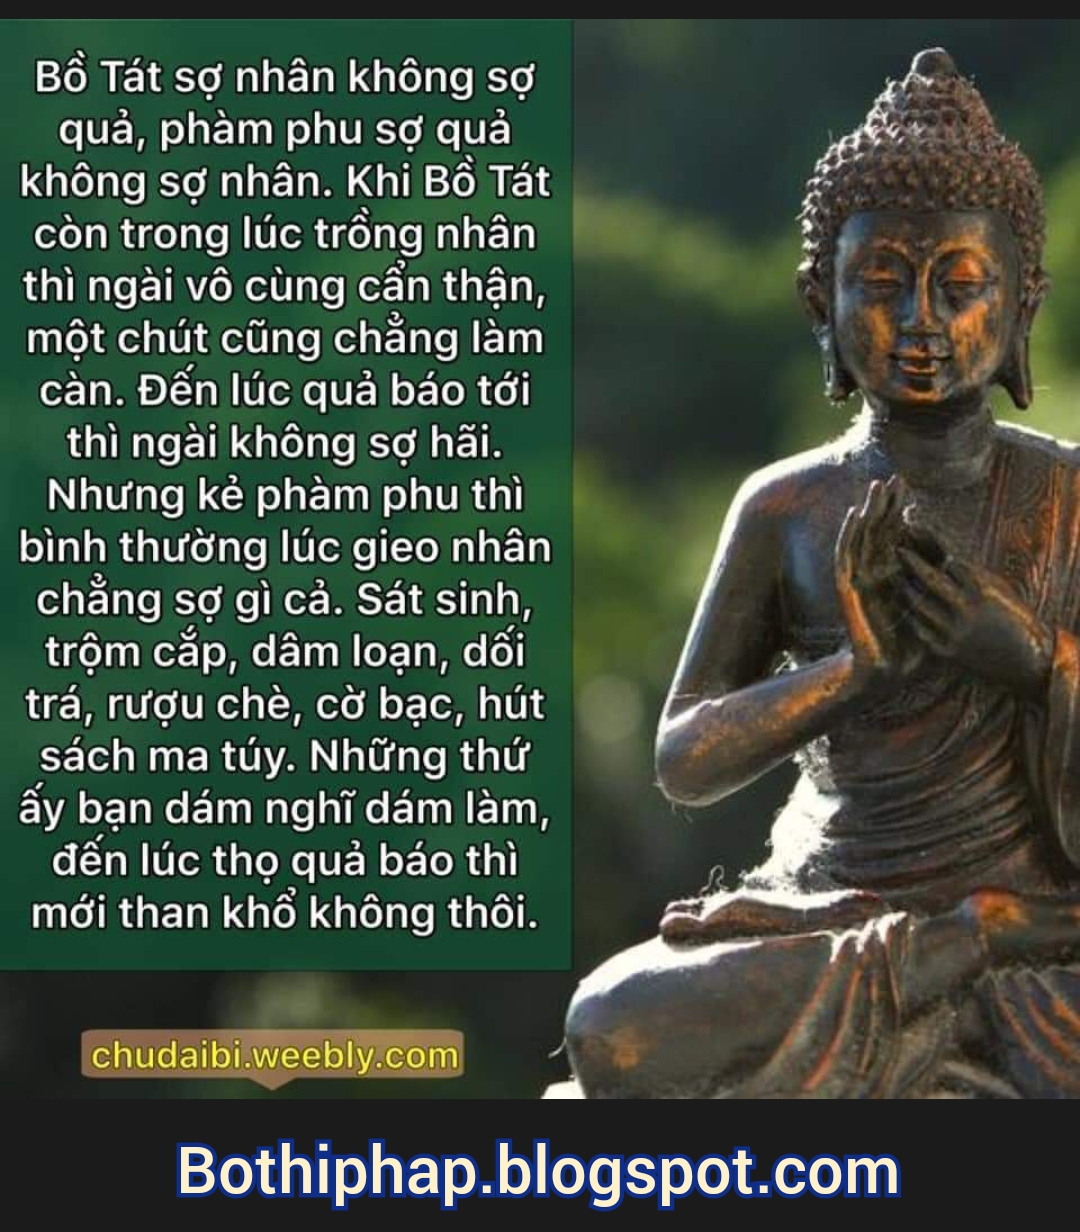 Bồ Tát sợ nhân không sợ
quả, phàm phu sợ quả
không sợ nhân. Khi Bồ Tát
còn trong lúc trồng nhân
thì ngài vô cùng cẩn thận,
một chút cũng chẳng làm
càn. Đến lúc quả báo tới
thì ngài không sợ hãi.
Nhưng kẻ phàm phu thì
bình thường lúc gieo nhân
chẳng sợ gì cả. Sát sinh,
trộm cắp, dâm loạn, dối
trá, rượu chè, cờ bạc, hút
sách ma túy. Những thứ
ấy bạn dám nghĩ dám làm,
đến lúc thọ quả báo thì
mới than khổ không thôi.
chudaibi.weebly.com
Bothiphap.blogspot.com